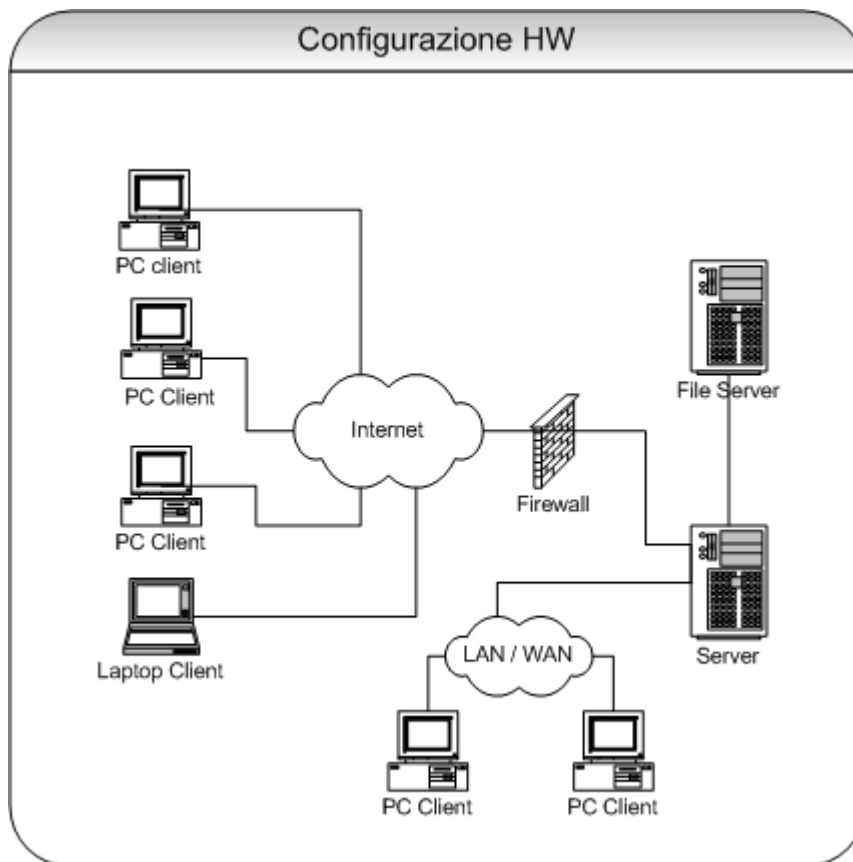 Configurazione HW
PC client
PC Client
PC Client
Laptop Client
Internet
Firewall
File Server
Server
LAN / WAN
PC Client
PC Client